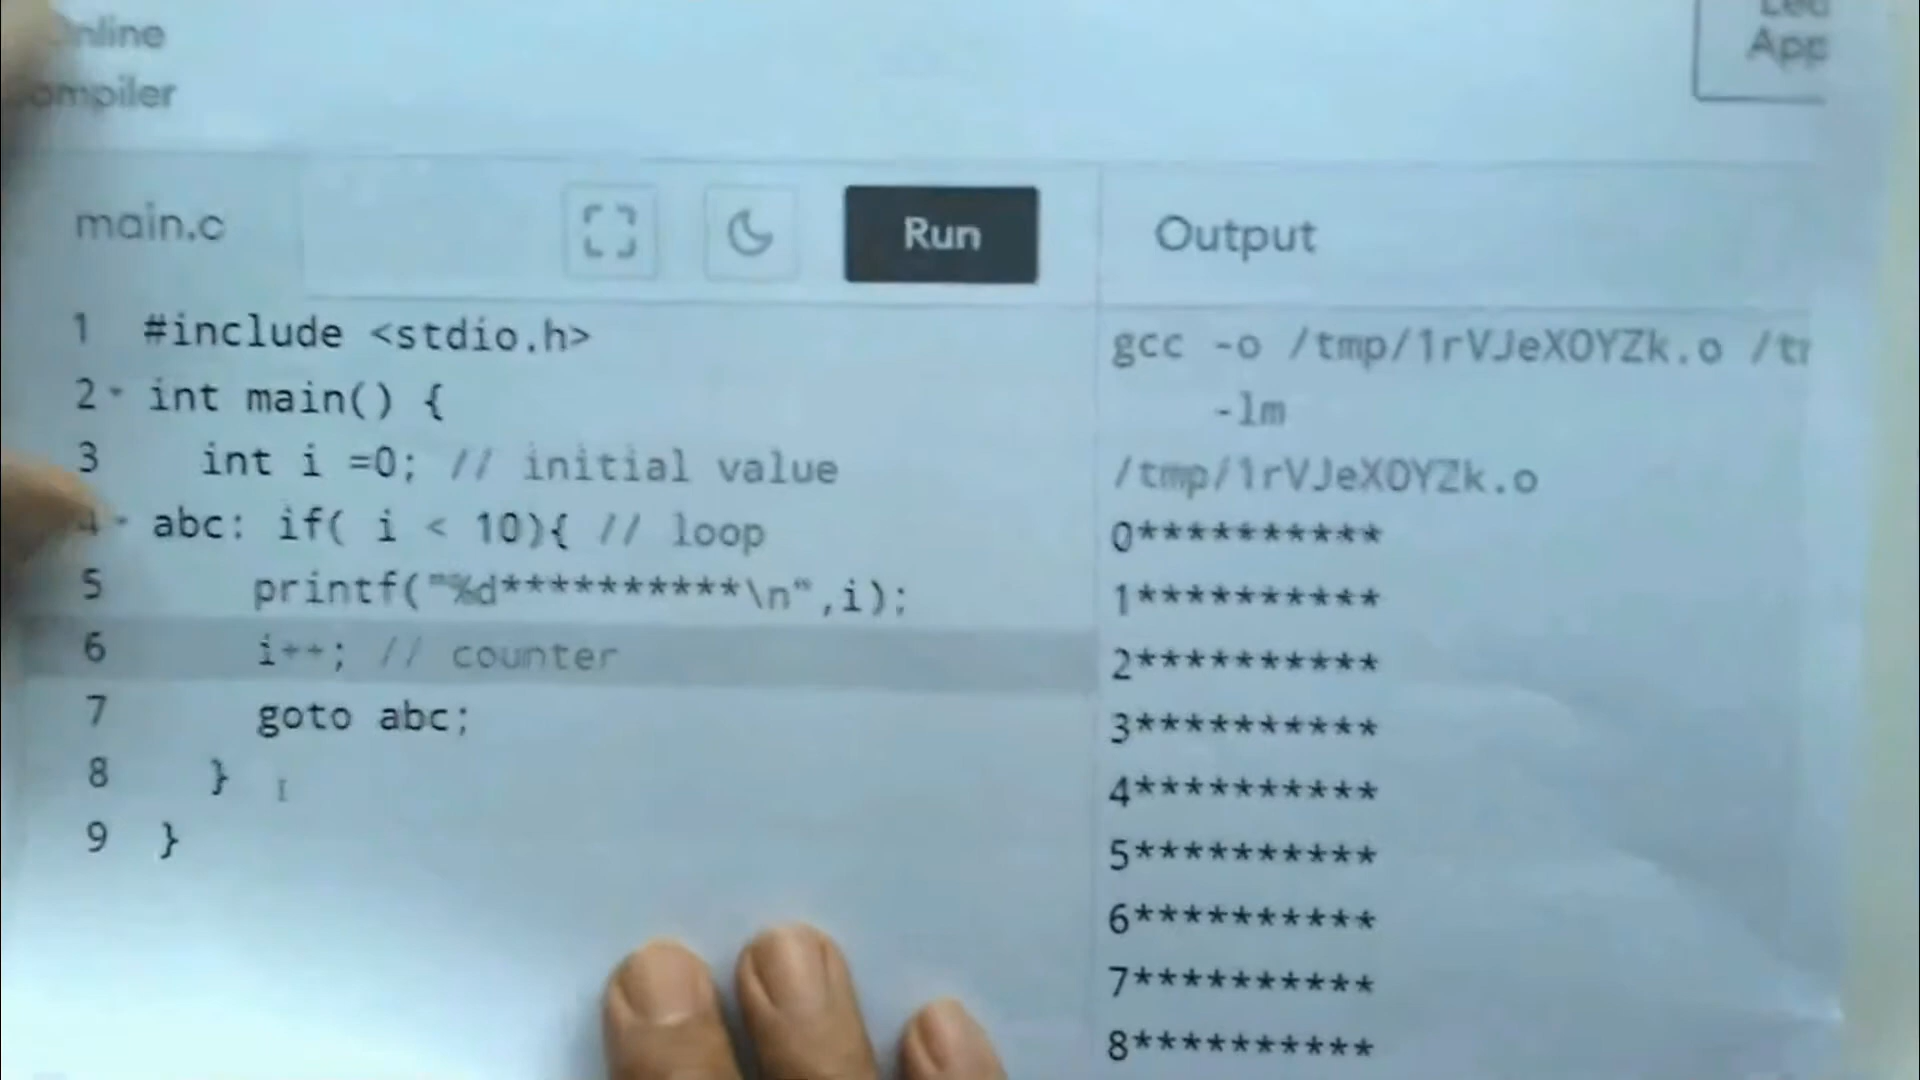 Online
Compiler
App
main.c
Run
Output
1 #include <stdio.h>
2 int main() {
3 int i =0; // initial value
4 abc: if( i < 10){ // loop
5 printf("%d**********\n",i);
6 i++; // counter
7 goto abc;
8 }
9 }
gcc -o /tmp/1rVJeXOYZk.o
-lm
/tmp/1rVJeXOYZk.o
0**********
1**********
2**********
3**********
4**********
5**********
6**********
7**********
8**********